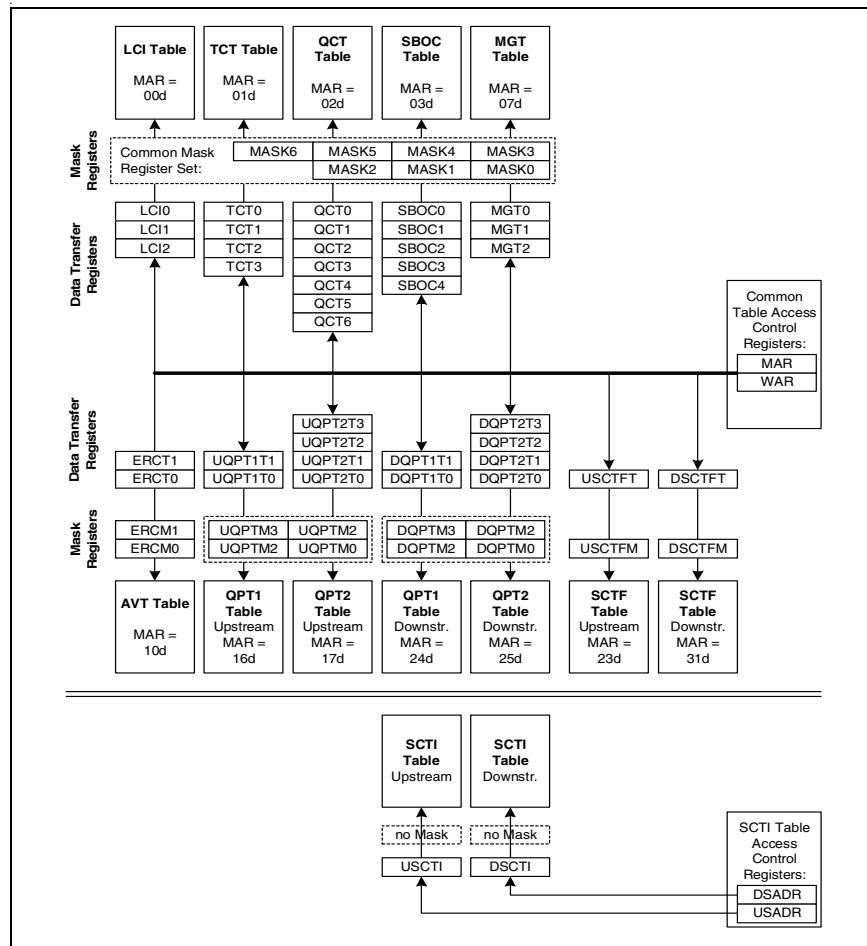 LCI Table
MAR =
00d
TCT Table
MAR =
01d
QCT
Table
MAR =
02d
SBOC
Table
MAR =
03d
MGT
Table
MAR =
07d
Mask
Registers
Common Mask
Register Set:
MASK6 MASK5 MASK4 MASK3
MASK2 MASK1 MASK0
Data Transfer
Registers
LCI0
LCI1
LCI2
TCT0
TCT1
TCT2
TCT3
QCT0
QCT1
QCT2
QCT3
QCT4
QCT5
QCT6
SBOC0
SBOC1
SBOC2
SBOC3
SBOC4
MGT0
MGT1
MGT2
Common
Table Access
Control
Registers:
MAR
WAR
Data Transfer
Registers
ERCT1
ERCT0
UQPT1T1
UQPT1T0
UQPT2T3
UQPT2T2
UQPT2T1
UQPT2T0
DQPT1T1
DQPT1T0
DQPT2T3
DQPT2T2
DQPT2T1
DQPT2T0
USCTFT
DSCTFT
Mask
Registers
ERCM1
ERCM0
UQPTM3 UQPTM2
UQPTM2 UQPTM0
DQPTM3 DQPTM2
DQPTM2 DQPTM0
USCTFM
DSCTFM
AVT Table
MAR =
10d
QPT1
Table
Upstream
MAR =
16d
QPT2
Table
Upstream
MAR =
17d
QPT1
Table
Downstr.
MAR =
24d
QPT2
Table
Downstr.
MAR =
25d
SCTF
Table
Upstream
MAR =
23d
SCTF
Table
Downstr.
MAR =
31d
SCTI
Table
Upstream
SCTI
Table
Downstr.
no Mask
no Mask
USCTI
DSCTI
SCTI Table
Access
Control
Registers:
DSADR
USADR